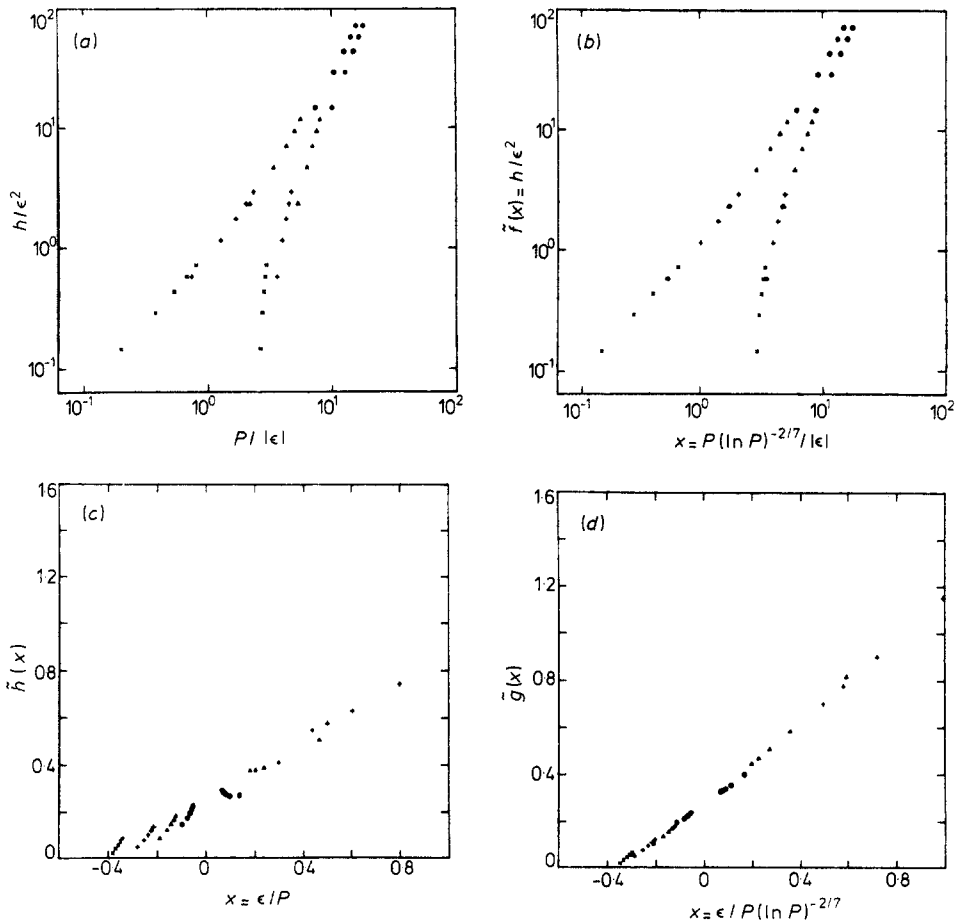 (a)
10²
10¹
10⁰
10⁻¹
h/ϵ²
10⁻¹ 10⁰ 10¹ 10²
P/|ϵ|
(b)
10²
10¹
10⁰
10⁻¹
f̃(x) = h/ϵ²
10⁻¹ 10⁰ 10¹ 10²
x = P(ln P)⁻²/⁷/|ϵ|
(c)
16
1·2
0·8
0·4
0
h̃(x)
−0·4 0 0·4 0·8
x = ϵ/P
(d)
1·6
1·2
0·8
0·4
0
g̃(x)
−0·4 0 0·4 0·8
x = ϵ/P(ln P)⁻²/⁷